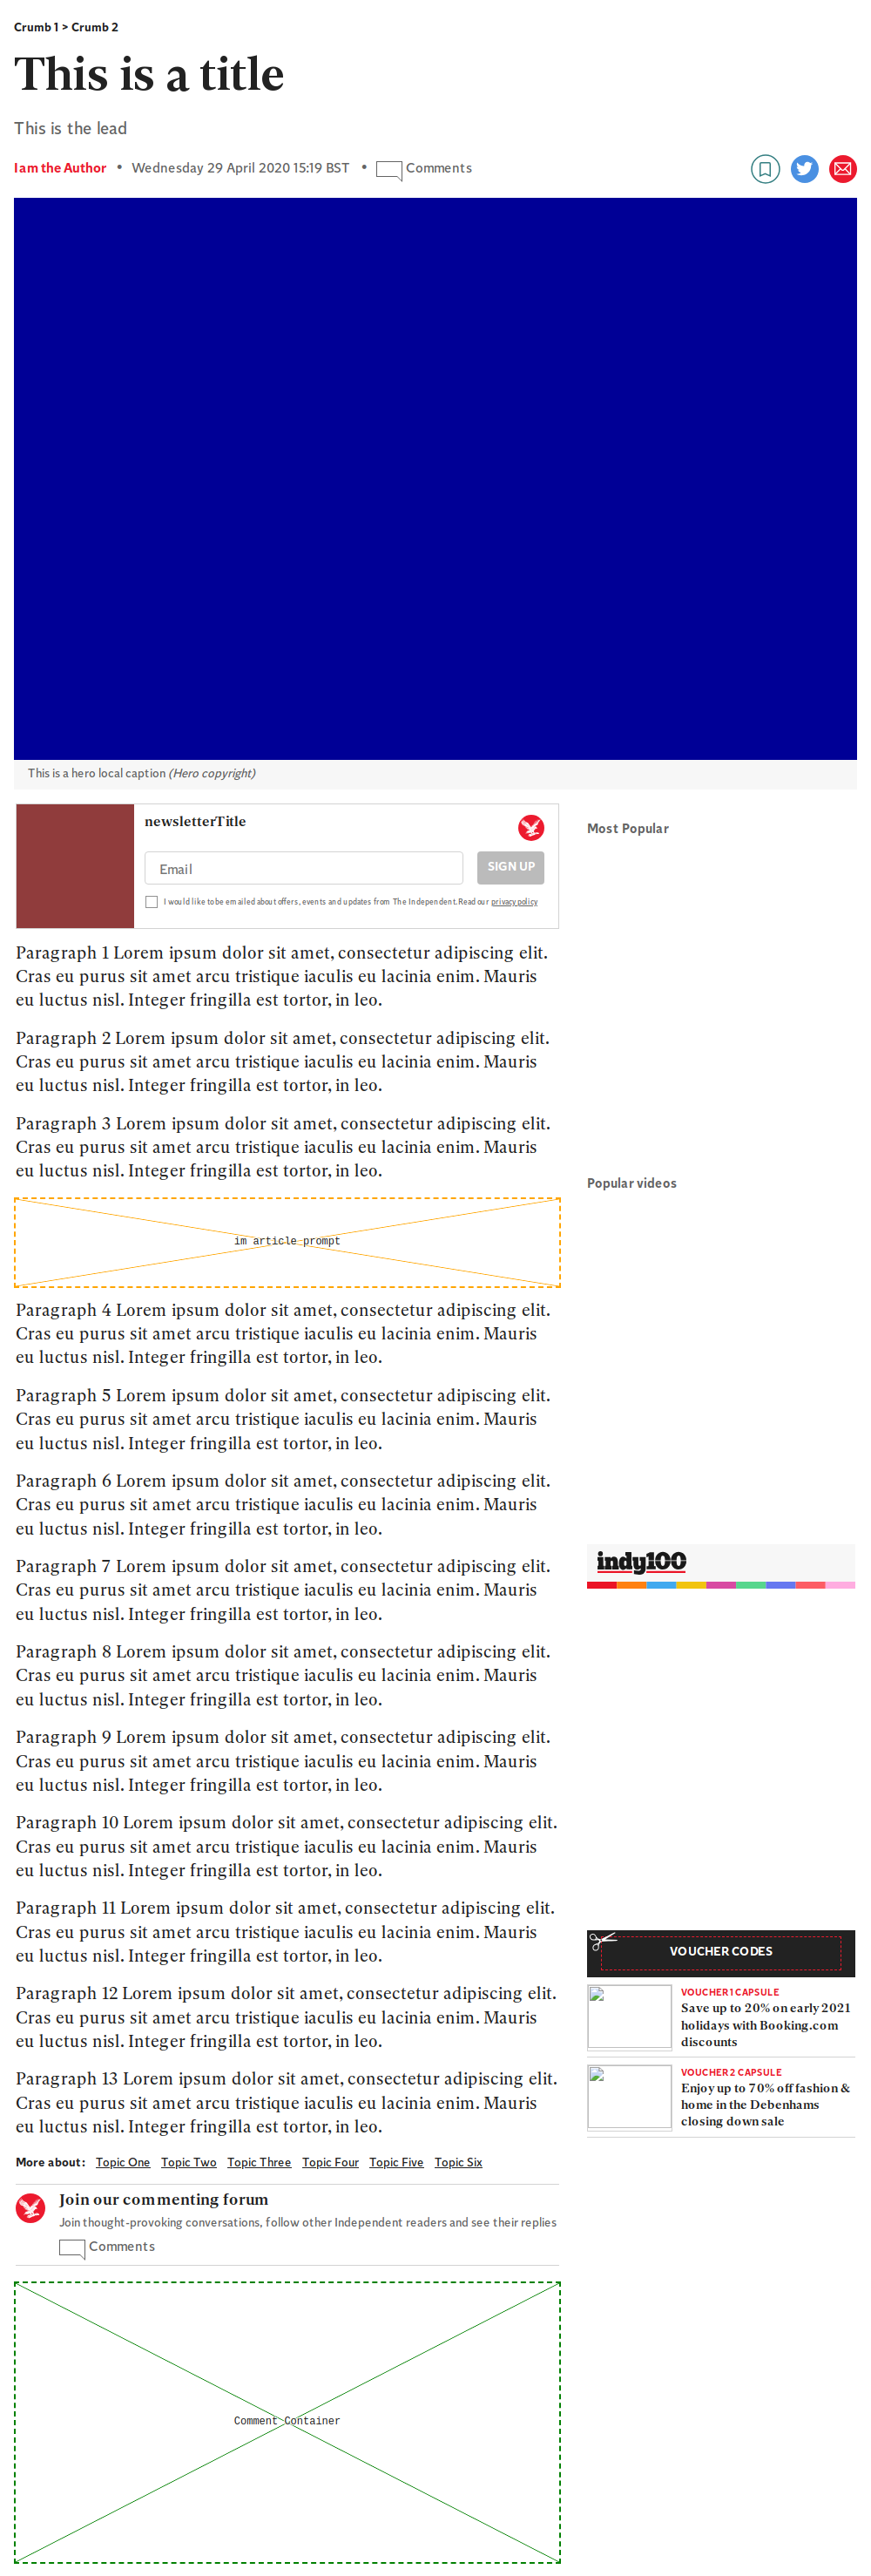 Crumb 1 > Crumb 2
This is a title
This is the lead
I am the Author • Wednesday 29 April 2020 15:19 BST • Comments
This is a hero local caption (Hero copyright)
newsletterTitle
Email
SIGN UP
I would like to be emailed about offers, events and updates from The Independent. Read our privacy policy
Paragraph 1 Lorem ipsum dolor sit amet, consectetur adipiscing elit.
Cras eu purus sit amet arcu tristique iaculis eu lacinia enim. Mauris
eu luctus nisl. Integer fringilla est tortor, in leo.
Paragraph 2 Lorem ipsum dolor sit amet, consectetur adipiscing elit.
Cras eu purus sit amet arcu tristique iaculis eu lacinia enim. Mauris
eu luctus nisl. Integer fringilla est tortor, in leo.
Paragraph 3 Lorem ipsum dolor sit amet, consectetur adipiscing elit.
Cras eu purus sit amet arcu tristique iaculis eu lacinia enim. Mauris
eu luctus nisl. Integer fringilla est tortor, in leo.
im article prompt
Paragraph 4 Lorem ipsum dolor sit amet, consectetur adipiscing elit.
Cras eu purus sit amet arcu tristique iaculis eu lacinia enim. Mauris
eu luctus nisl. Integer fringilla est tortor, in leo.
Paragraph 5 Lorem ipsum dolor sit amet, consectetur adipiscing elit.
Cras eu purus sit amet arcu tristique iaculis eu lacinia enim. Mauris
eu luctus nisl. Integer fringilla est tortor, in leo.
Paragraph 6 Lorem ipsum dolor sit amet, consectetur adipiscing elit.
Cras eu purus sit amet arcu tristique iaculis eu lacinia enim. Mauris
eu luctus nisl. Integer fringilla est tortor, in leo.
Paragraph 7 Lorem ipsum dolor sit amet, consectetur adipiscing elit.
Cras eu purus sit amet arcu tristique iaculis eu lacinia enim. Mauris
eu luctus nisl. Integer fringilla est tortor, in leo.
Paragraph 8 Lorem ipsum dolor sit amet, consectetur adipiscing elit.
Cras eu purus sit amet arcu tristique iaculis eu lacinia enim. Mauris
eu luctus nisl. Integer fringilla est tortor, in leo.
Paragraph 9 Lorem ipsum dolor sit amet, consectetur adipiscing elit.
Cras eu purus sit amet arcu tristique iaculis eu lacinia enim. Mauris
eu luctus nisl. Integer fringilla est tortor, in leo.
Paragraph 10 Lorem ipsum dolor sit amet, consectetur adipiscing elit.
Cras eu purus sit amet arcu tristique iaculis eu lacinia enim. Mauris
eu luctus nisl. Integer fringilla est tortor, in leo.
Paragraph 11 Lorem ipsum dolor sit amet, consectetur adipiscing elit.
Cras eu purus sit amet arcu tristique iaculis eu lacinia enim. Mauris
eu luctus nisl. Integer fringilla est tortor, in leo.
Paragraph 12 Lorem ipsum dolor sit amet, consectetur adipiscing elit.
Cras eu purus sit amet arcu tristique iaculis eu lacinia enim. Mauris
eu luctus nisl. Integer fringilla est tortor, in leo.
Paragraph 13 Lorem ipsum dolor sit amet, consectetur adipiscing elit.
Cras eu purus sit amet arcu tristique iaculis eu lacinia enim. Mauris
eu luctus nisl. Integer fringilla est tortor, in leo.
More about: Topic One Topic Two Topic Three Topic Four Topic Five Topic Six
Join our commenting forum
Join thought-provoking conversations, follow other Independent readers and see their replies
Comments
Comment Container
Most Popular
Popular videos
indy100
VOUCHER CODES
VOUCHER 1 CAPSULE
Save up to 20% on early 2021
holidays with Booking.com
discounts
VOUCHER 2 CAPSULE
Enjoy up to 70% off fashion &
home in the Debenhams
closing down sale